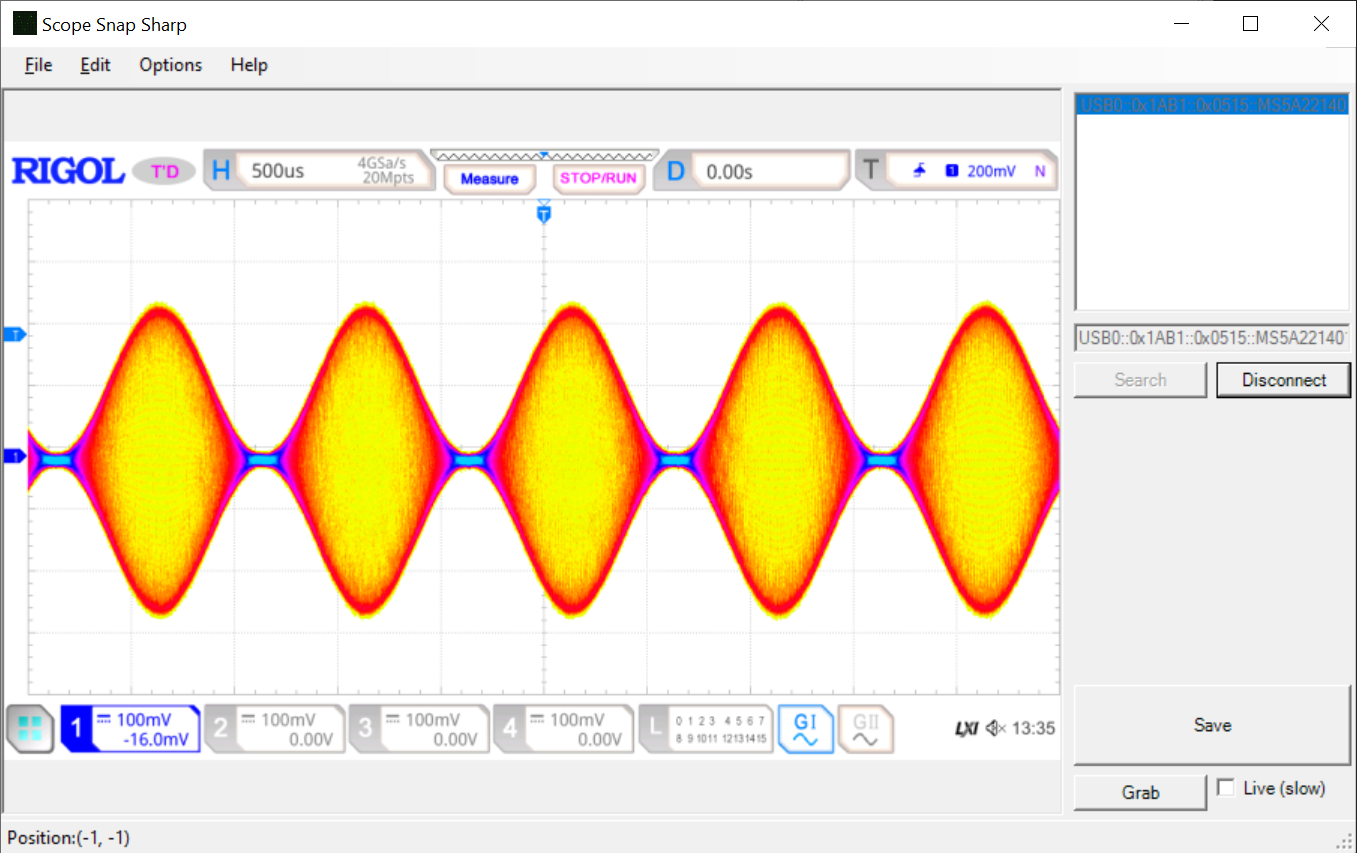 Scope Snap Sharp
File Edit Options Help
RIGOL T'D H 500us 4GSa/s 20Mpts Measure STOP/RUN D 0.00s T 1 200mV N
T
T
1
1 100mV -16.0mV
2 100mV 0.00V
3 100mV 0.00V
4 100mV 0.00V
L 0 1 2 3 4 5 6 7
8 9 10 11 12 13 14 15
GI
GII
LXI 13:35
USB0::0x1AB1::0x0515::MS5A22140
USB0::0x1AB1::0x0515::MS5A22140
Search Disconnect
Save
Grab Live (slow)
Position:(-1, -1)